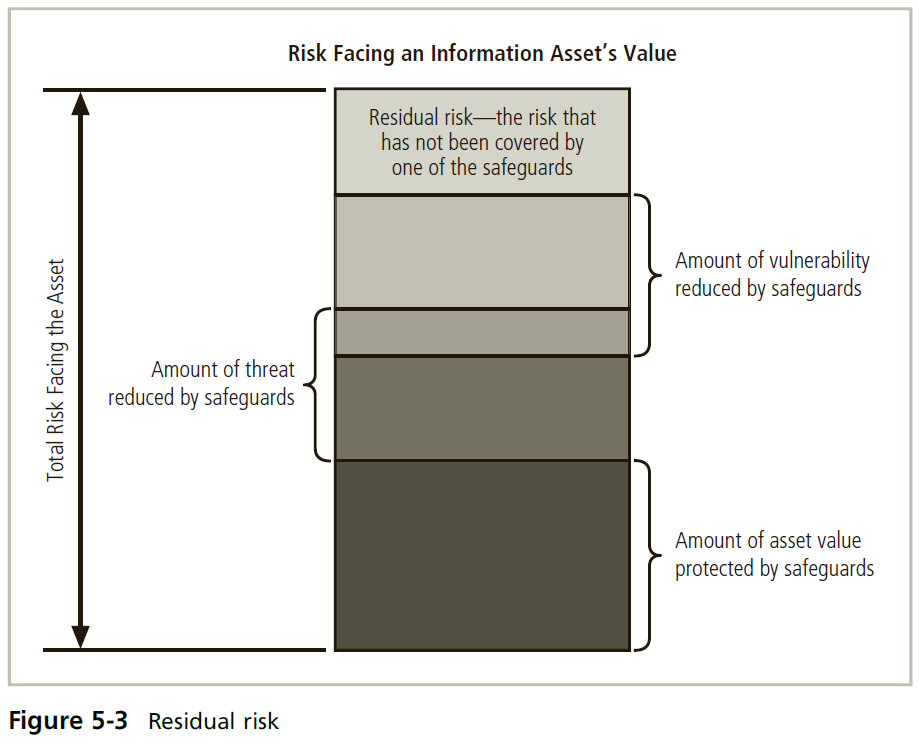 Risk Facing an Information Asset's Value
Residual risk—the risk that
has not been covered by
one of the safeguards
Total Risk Facing the Asset
Amount of vulnerability
reduced by safeguards
Amount of threat
reduced by safeguards
Amount of asset value
protected by safeguards
Figure 5-3 Residual risk